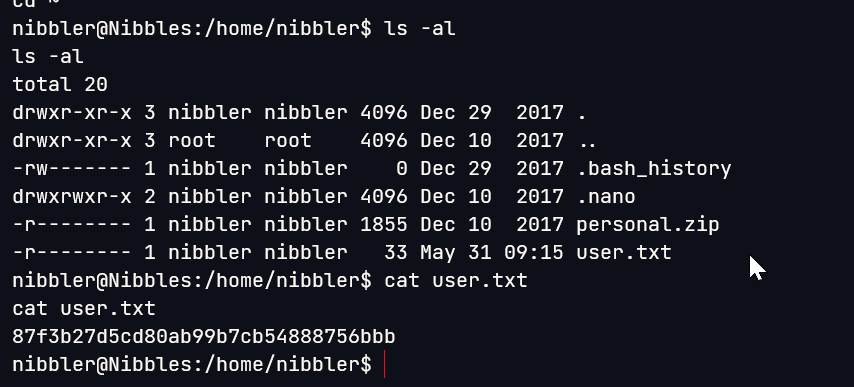 cd ~
nibbler@Nibbles:/home/nibbler$ ls -al
ls -al
total 20
drwxr-xr-x 3 nibbler nibbler 4096 Dec 29  2017 .
drwxr-xr-x 3 root    root    4096 Dec 10  2017 ..
-rw------- 1 nibbler nibbler    0 Dec 29  2017 .bash_history
drwxrwxr-x 2 nibbler nibbler 4096 Dec 10  2017 .nano
-r-------- 1 nibbler nibbler 1855 Dec 10  2017 personal.zip
-r-------- 1 nibbler nibbler   33 May 31 09:15 user.txt
nibbler@Nibbles:/home/nibbler$ cat user.txt
cat user.txt
87f3b27d5cd80ab99b7cb54888756bbb
nibbler@Nibbles:/home/nibbler$